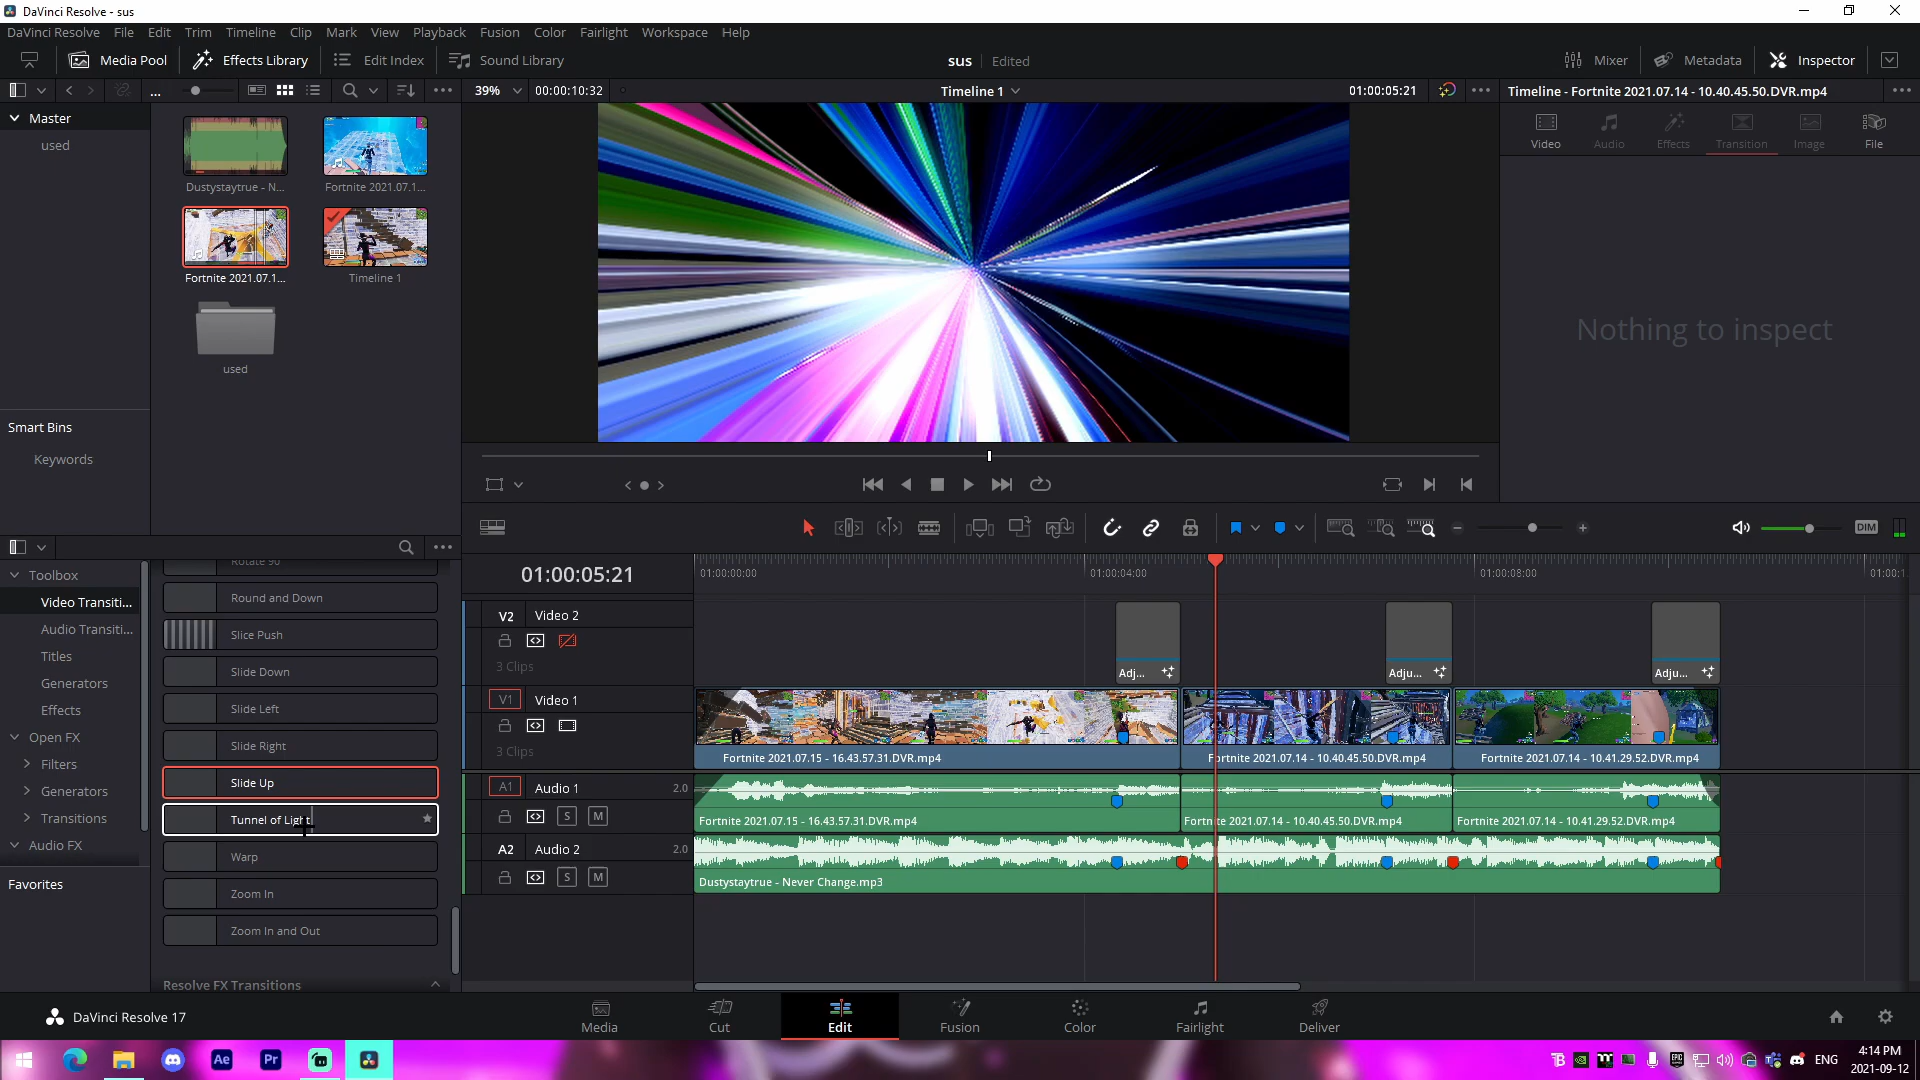 DaVinci Resolve - sus
DaVinci Resolve File Edit Trim Timeline Clip Mark View Playback Fusion Color Fairlight Workspace Help
Media Pool Effects Library Edit Index Sound Library sus Edited Mixer Metadata Inspector
... 39% 00:00:10:32 Timeline 1 01:00:05:21 Timeline - Fortnite 2021.07.14 - 10.40.45.50.DVR.mp4
Master
used
Dustystaytrue - N... Fortnite 2021.07.1...
Fortnite 2021.07.1... Timeline 1
used
Video Audio Effects Transition Image File
Nothing to inspect
Smart Bins
Keywords
DIM
Toolbox
Video Transiti...
Audio Transiti...
Titles
Generators
Effects
Open FX
Filters
Generators
Transitions
Audio FX
Favorites
Rotate 90
Round and Down
Slice Push
Slide Down
Slide Left
Slide Right
Slide Up
Tunnel of Light
Warp
Zoom In
Zoom In and Out
Resolve FX Transitions
01:00:05:21 01:00:00:00 01:00:04:00 01:00:08:00 01:00:1
V2 Video 2
3 Clips
Adj... Adju... Adju...
V1 Video 1
3 Clips
Fortnite 2021.07.15 - 16.43.57.31.DVR.mp4 Fortnite 2021.07.14 - 10.40.45.50.DVR.mp4 Fortnite 2021.07.14 - 10.41.29.52.DVR.mp4
A1 Audio 1 2.0
S M
Fortnite 2021.07.15 - 16.43.57.31.DVR.mp4 Fortnite 2021.07.14 - 10.40.45.50.DVR.mp4 Fortnite 2021.07.14 - 10.41.29.52.DVR.mp4
A2 Audio 2 2.0
S M
Dustystaytrue - Never Change.mp3
DaVinci Resolve 17
Media Cut Edit Fusion Color Fairlight Deliver
Ae Pr ENG 4:14 PM
2021-09-12